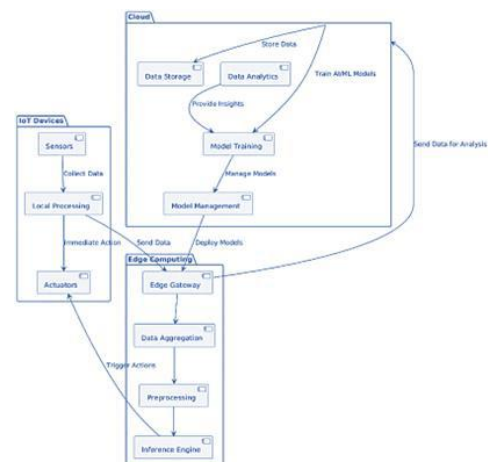 Cloud
Store Data
Data Storage
Data Analytics
Train AI/ML Models
Provide Insights
IoT Devices
Sensors
Model Training
Send Data for Analysis
Collect Data
Manage Models
Local Processing
Model Management
Immediate Action
Send Data
Deploy Models
Edge Computing
Actuators
Edge Gateway
Data Aggregation
Trigger Actions
Preprocessing
Inference Engine